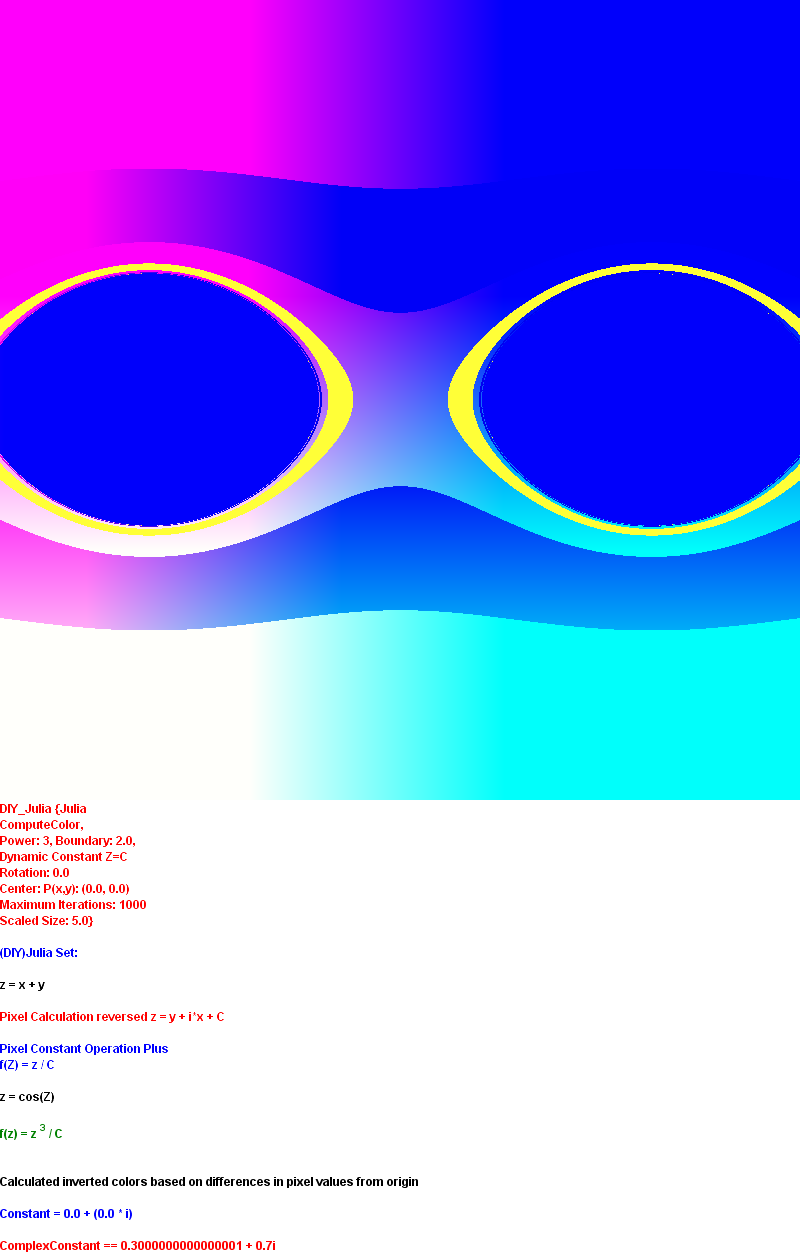 DIY_Julia {Julia
ComputeColor,
Power: 3, Boundary: 2.0,
Dynamic Constant Z=C
Rotation: 0.0
Center: P(x,y): (0.0, 0.0)
Maximum Iterations: 1000
Scaled Size: 5.0}
(DIY)Julia Set:
z = x + y
Pixel Calculation reversed z = y + i*x + C
Pixel Constant Operation Plus
f(Z) = z / C
z = cos(Z)
f(z) = z ^3 / C
Calculated inverted colors based on differences in pixel values from origin
Constant = 0.0 + (0.0 * i)
ComplexConstant == 0.3000000000000001 + 0.7i